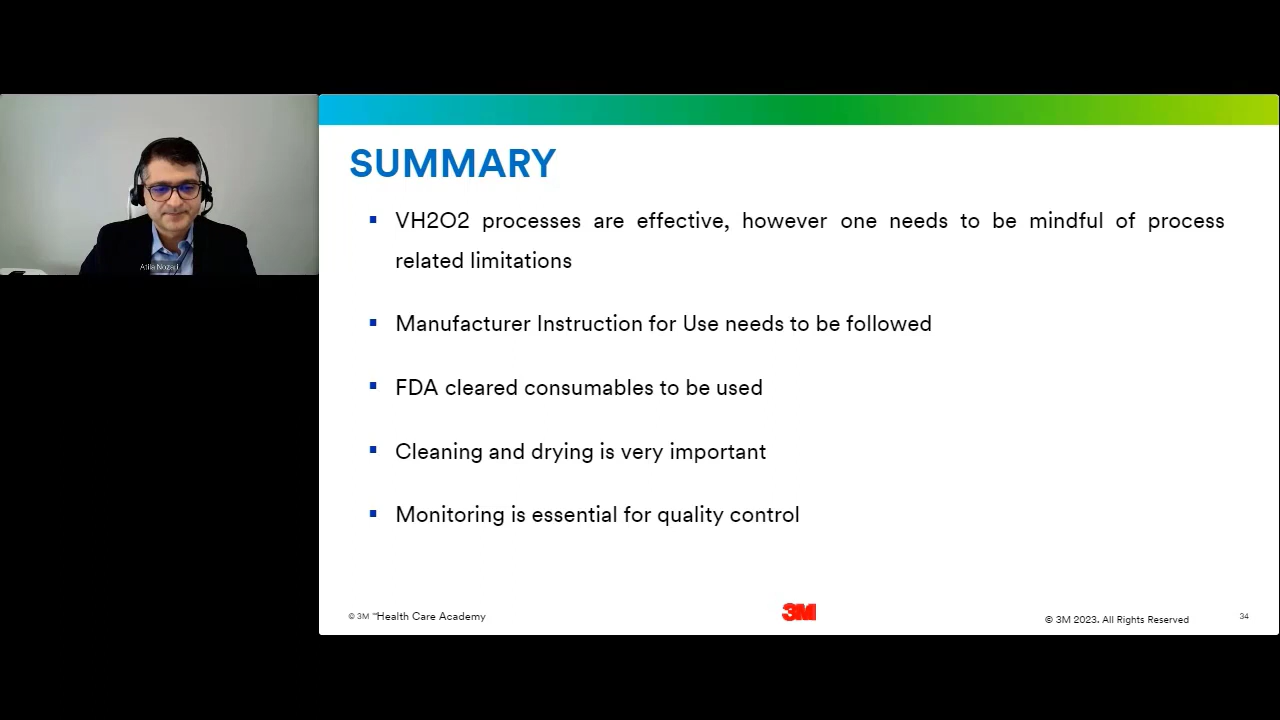 SUMMARY
VH2O2 processes are effective, however one needs to be mindful of process
related limitations
Manufacturer Instruction for Use needs to be followed
FDA cleared consumables to be used
Cleaning and drying is very important
Monitoring is essential for quality control
© 3M ™Health Care Academy
3M
© 3M 2023. All Rights Reserved
34